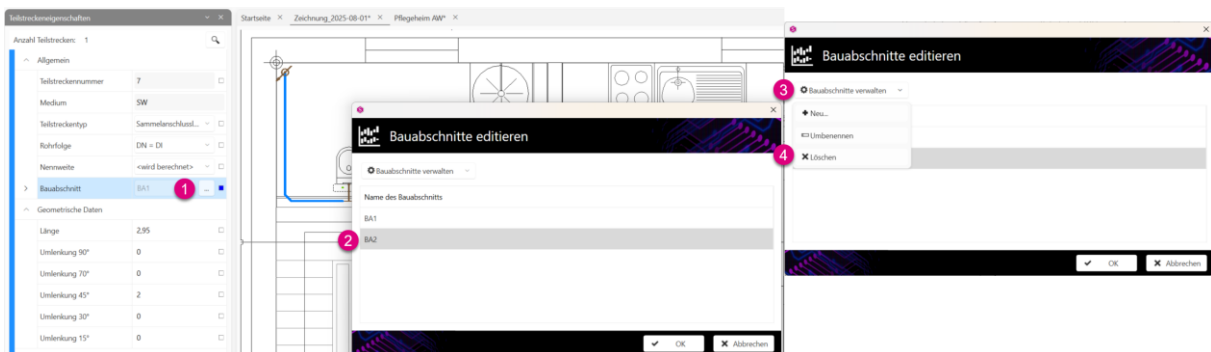 Teilstreckeneigenschaften
Anzahl Teilstrecken: 1
Allgemein
Teilstreckennummer 7
Medium SW
Teilstreckentyp Sammelanschlussl...
Rohrfolge DN = DI
Nennweite <wird berechnet>
Bauabschnitt BA1 1 ...
Geometrische Daten
Länge 2,95
Umlenkung 90° 0
Umlenkung 70° 0
Umlenkung 45° 2
Umlenkung 30° 0
Umlenkung 15° 0
Startseite Zeichnung_2025-08-01* Pflegeheim AW*
Bauabschnitte editieren
Bauabschnitte verwalten
Name des Bauabschnitts
BA1
2 BA2
OK Abbrechen
Bauabschnitte editieren
3 Bauabschnitte verwalten
Neu...
Umbenennen
4 Löschen
OK Abbrechen